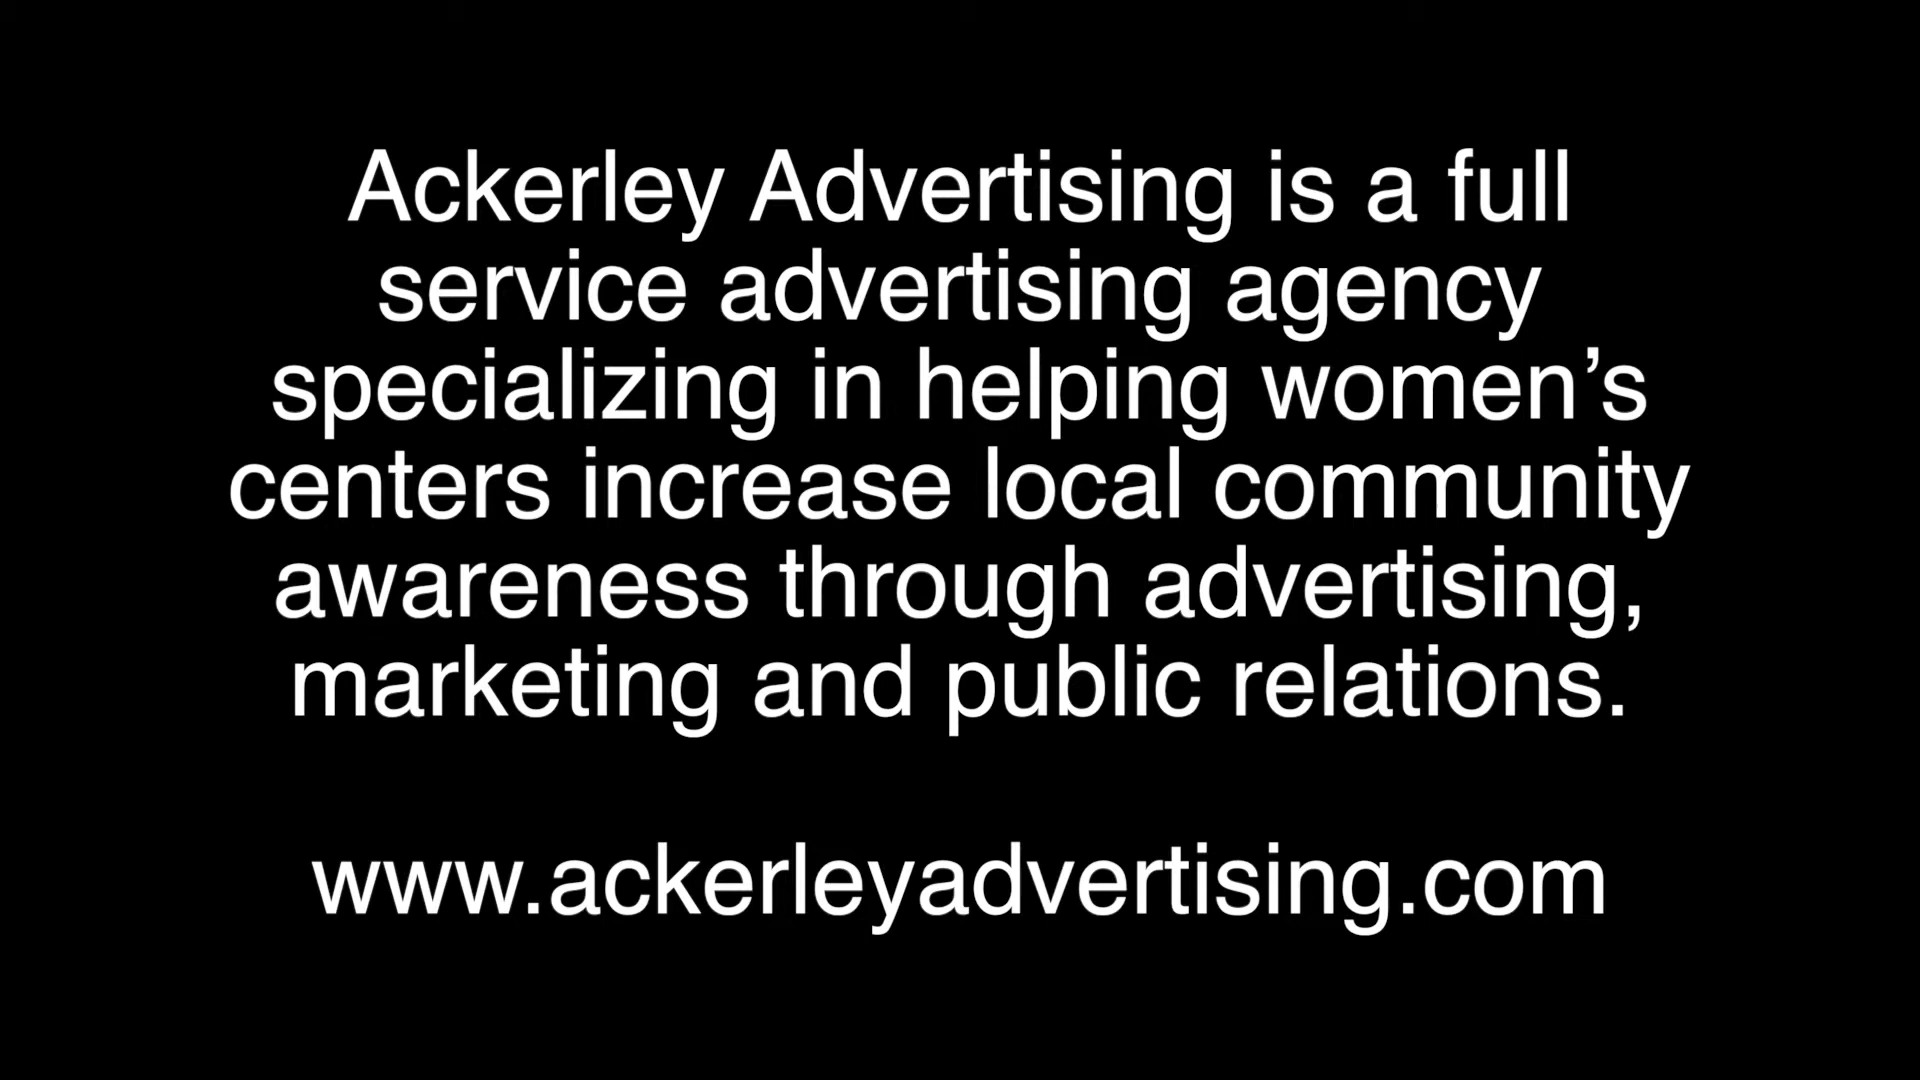 Ackerley Advertising is a full
service advertising agency
specializing in helping women’s
centers increase local community
awareness through advertising,
marketing and public relations.
www.ackerleyadvertising.com